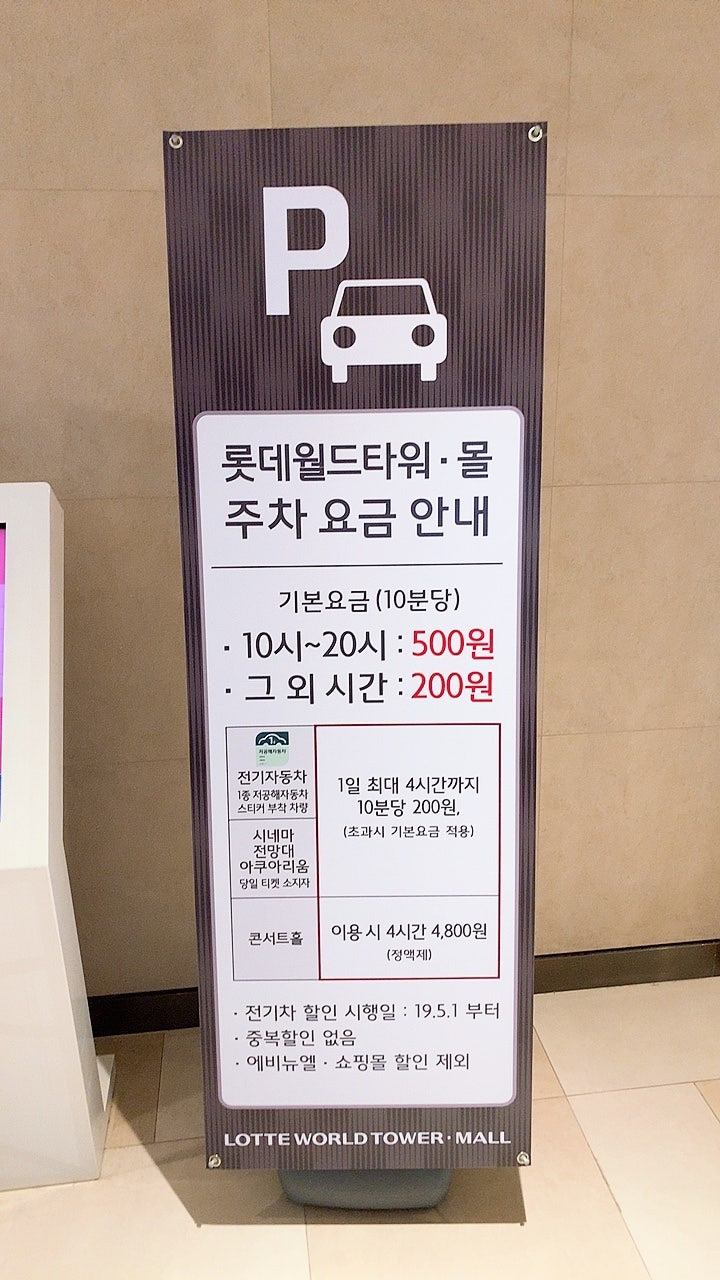 P
롯데월드타워·몰
주차 요금 안내
기본요금(10분당)
· 10시~20시 : 500원
· 그 외 시간 : 200원
저공해자동차
전기자동차
1종 저공해자동차
스티커 부착 차량
1일 최대 4시간까지
10분당 200원,
(초과시 기본요금 적용)
시네마
전망대
아쿠아리움
당일 티켓 소지자
콘서트홀
이용 시 4시간 4,800원
(정액제)
· 전기차 할인 시행일 : 19.5.1 부터
· 중복할인 없음
· 에비뉴엘 · 쇼핑몰 할인 제외
LOTTE WORLD TOWER · MALL